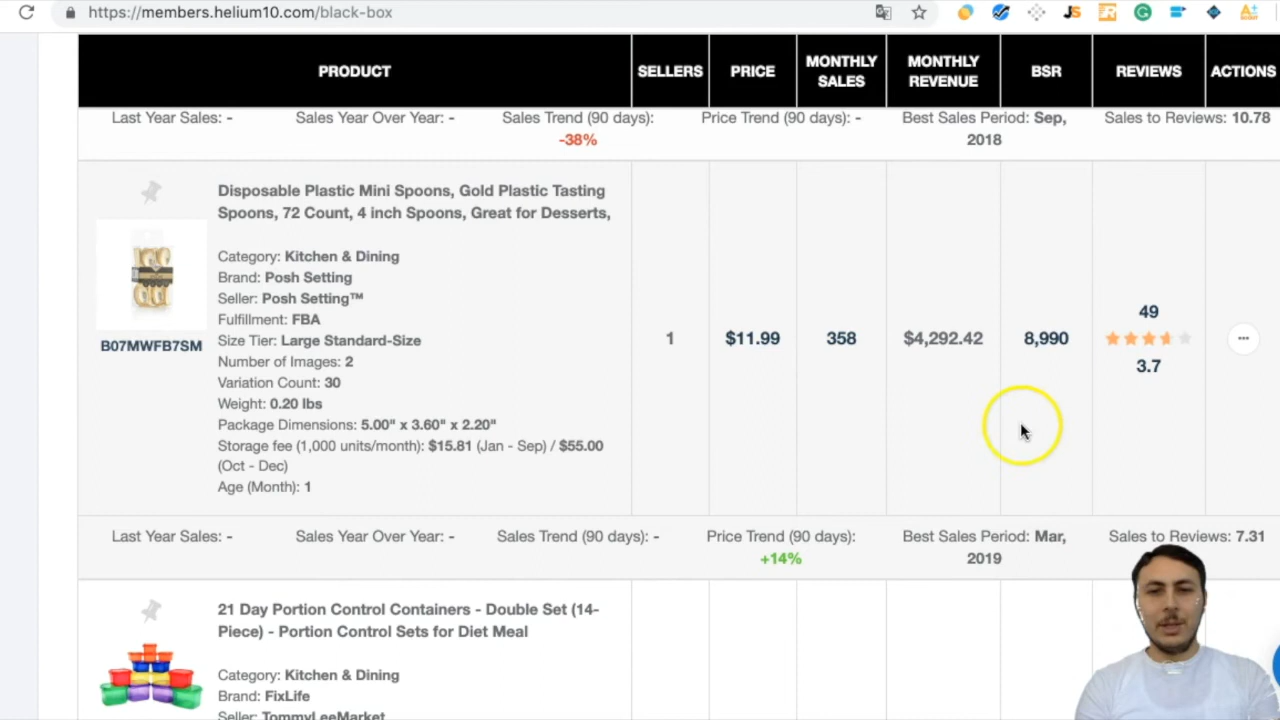 https://members.helium10.com/black-box
PRODUCT
SELLERS
PRICE
MONTHLY
SALES
MONTHLY
REVENUE
BSR
REVIEWS
ACTIONS
Last Year Sales: -
Sales Year Over Year: -
Sales Trend (90 days):
-38%
Price Trend (90 days): -
Best Sales Period: Sep,
2018
Sales to Reviews: 10.78
Disposable Plastic Mini Spoons, Gold Plastic Tasting
Spoons, 72 Count, 4 inch Spoons, Great for Desserts,
Category: Kitchen & Dining
Brand: Posh Setting
Seller: Posh Setting™
Fulfillment: FBA
Size Tier: Large Standard-Size
Number of Images: 2
Variation Count: 30
Weight: 0.20 lbs
Package Dimensions: 5.00" x 3.60" x 2.20"
Storage fee (1,000 units/month): $15.81 (Jan - Sep) / $55.00
(Oct - Dec)
Age (Month): 1
B07MWFB7SM
1
$11.99
358
$4,292.42
8,990
49
3.7
Last Year Sales: -
Sales Year Over Year: -
Sales Trend (90 days): -
Price Trend (90 days):
+14%
Best Sales Period: Mar,
2019
Sales to Reviews: 7.31
21 Day Portion Control Containers - Double Set (14-
Piece) - Portion Control Sets for Diet Meal
Category: Kitchen & Dining
Brand: FixLife
Seller: TommyLeeMarket